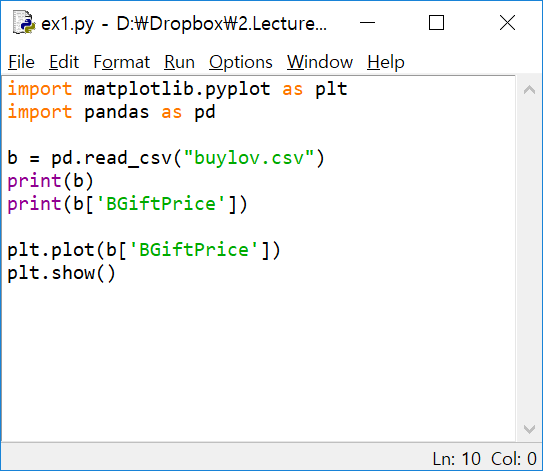 ex1.py - D:₩Dropbox₩2.Lecture...
File Edit Format Run Options Window Help
import matplotlib.pyplot as plt
import pandas as pd
b = pd.read_csv("buylov.csv")
print(b)
print(b['BGiftPrice'])
plt.plot(b['BGiftPrice'])
plt.show()
Ln: 10 Col: 0